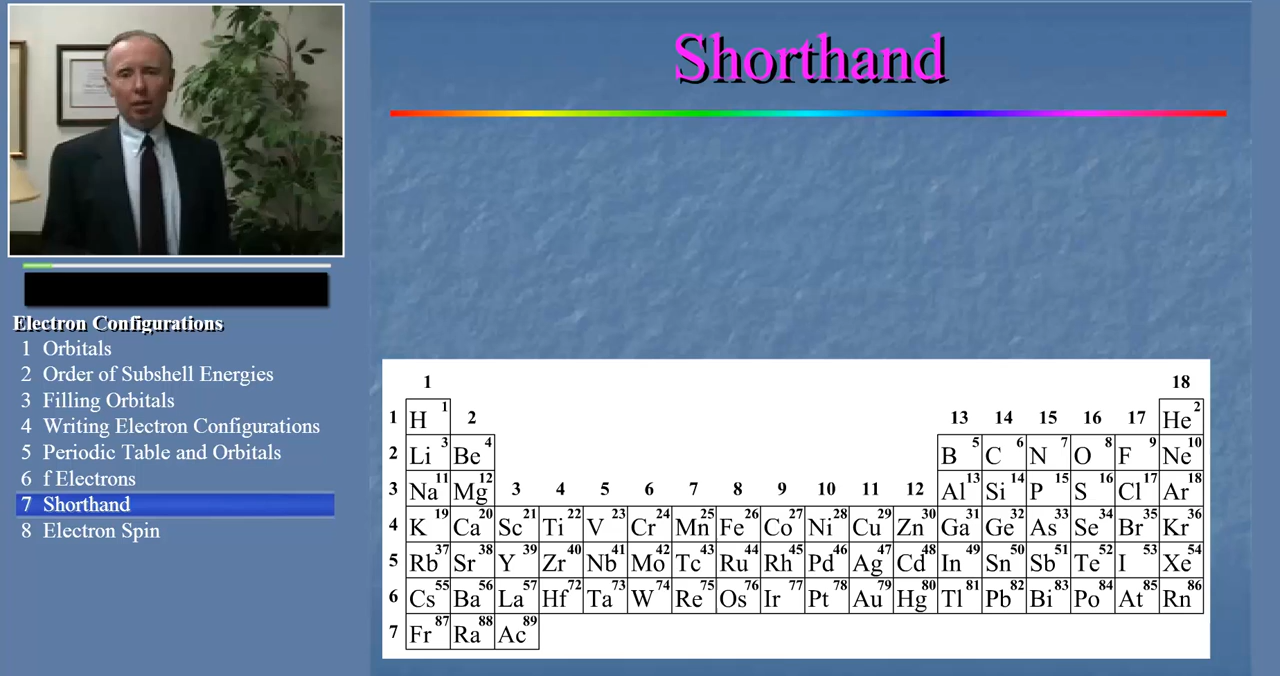 Shorthand
Electron Configurations
1 Orbitals
2 Order of Subshell Energies
3 Filling Orbitals
4 Writing Electron Configurations
5 Periodic Table and Orbitals
6 f Electrons
7 Shorthand
8 Electron Spin
1 18
1 H 1 2 13 14 15 16 17 He 2
2 Li 3 Be 4 B 5 C 6 N 7 O 8 F 9 Ne 10
3 Na 11 Mg 12 3 4 5 6 7 8 9 10 11 12 Al 13 Si 14 P 15 S 16 Cl 17 Ar 18
4 K 19 Ca 20 Sc 21 Ti 22 V 23 Cr 24 Mn 25 Fe 26 Co 27 Ni 28 Cu 29 Zn 30 Ga 31 Ge 32 As 33 Se 34 Br 35 Kr 36
5 Rb 37 Sr 38 Y 39 Zr 40 Nb 41 Mo 42 Tc 43 Ru 44 Rh 45 Pd 46 Ag 47 Cd 48 In 49 Sn 50 Sb 51 Te 52 I 53 Xe 54
6 Cs 55 Ba 56 La 57 Hf 72 Ta 73 W 74 Re 75 Os 76 Ir 77 Pt 78 Au 79 Hg 80 Tl 81 Pb 82 Bi 83 Po 84 At 85 Rn 86
7 Fr 87 Ra 88 Ac 89